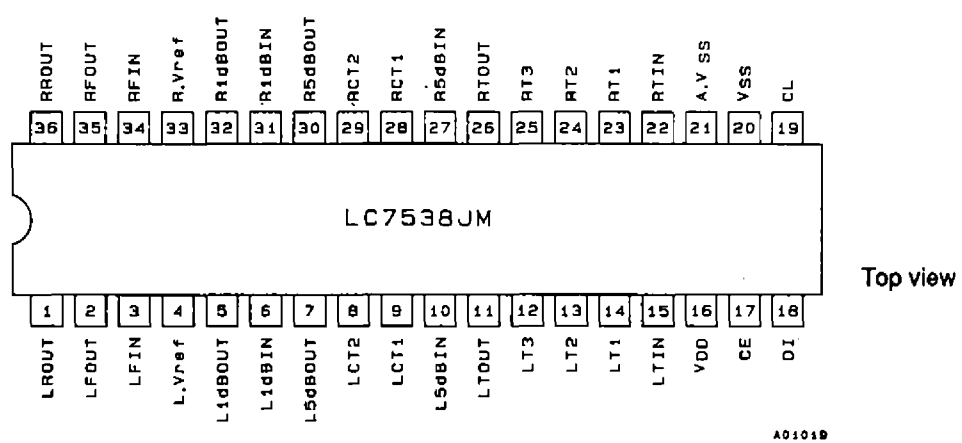 RROUT
RFOUT
RFIN
R.Vref
R1dBOUT
R1dBIN
R5dBOUT
RCT2
RCT1
R5dBIN
RTOUT
RT3
RT2
RT1
RTIN
A.VSS
VSS
CL
36 35 34 33 32 31 30 29 28 27 26 25 24 23 22 21 20 19
LC7538JM
Top view
1 2 3 4 5 6 7 8 9 10 11 12 13 14 15 16 17 18
LROUT
LFOUT
LFIN
L.Vref
L1dBOUT
L1dBIN
L5dBOUT
LCT2
LCT1
L5dBIN
LTOUT
LT3
LT2
LT1
LTIN
VDD
CE
DI
A01019